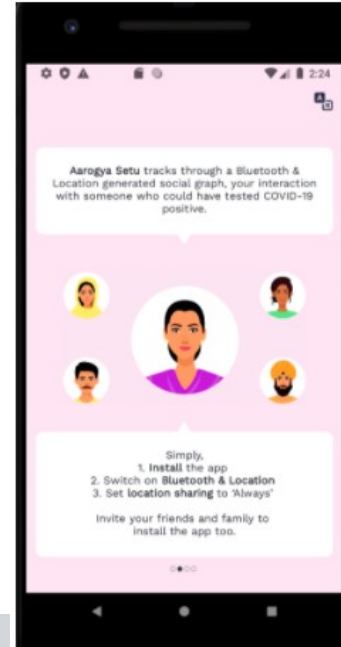 2:24
Aarogya Setu tracks through a Bluetooth &
Location generated social graph, your interaction
with someone who could have tested COVID-19
positive.
Simply,
1. Install the app
2. Switch on Bluetooth & Location
3. Set location sharing to 'Always'
Invite your friends and family to
install the app too.